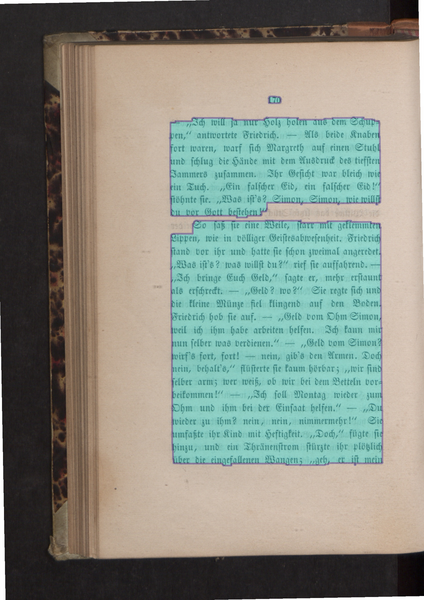 „Ich will ja nur Holz holen aus dem Schup-
pen,“ antwortete Friedrich. — Als beide Knaben
fort waren, warf sich Margreth auf einen Stuhl
und schlug die Hände mit dem Ausdruck des tiefsten
Jammers zusammen. Ihr Gesicht war bleich wie
ein Tuch. „Ein falscher Eid, ein falscher Eid!“
stöhnte sie. „Was ist's? Simon, Simon, wie willst
du vor Gott bestehen!“
So saß sie eine Weile, starr mit geklemmten
Lippen, wie in völliger Geistesabwesenheit. Friedrich
stand vor ihr und hatte sie schon zweimal angeredet.
„Was ist's? was willst du?“ rief sie auffahrend. —
„Ich bringe Euch Geld,“ sagte er, mehr erstaunt
als erschreckt. — „Geld? wo?“ Sie regte sich und
die kleine Münze fiel klingend auf den Boden.
Friedrich hob sie auf. — „Geld vom Ohm Simon,
weil ich ihm habe arbeiten helfen. Ich kann mir
nun selber was verdienen.“ — „Geld vom Simon?
wirf's fort, fort! — nein, gib's den Armen. Doch
nein, behalt's,“ flüsterte sie kaum hörbar; „wir sind
selber arm; wer weiß, ob wir bei dem Betteln vor-
beikommen!“ — „Ich soll Montag wieder zum
Ohm und ihm bei der Einsaat helfen.“ — „Du
wieder zu ihm? nein, nein, nimmermehr!“ Sie
umfaßte ihr Kind mit Heftigkeit. „Doch,“ fügte sie
hinzu, und ein Thränenstrom stürzte ihr plötzlich
über die eingefallenen Wangen; „geh, er ist mein